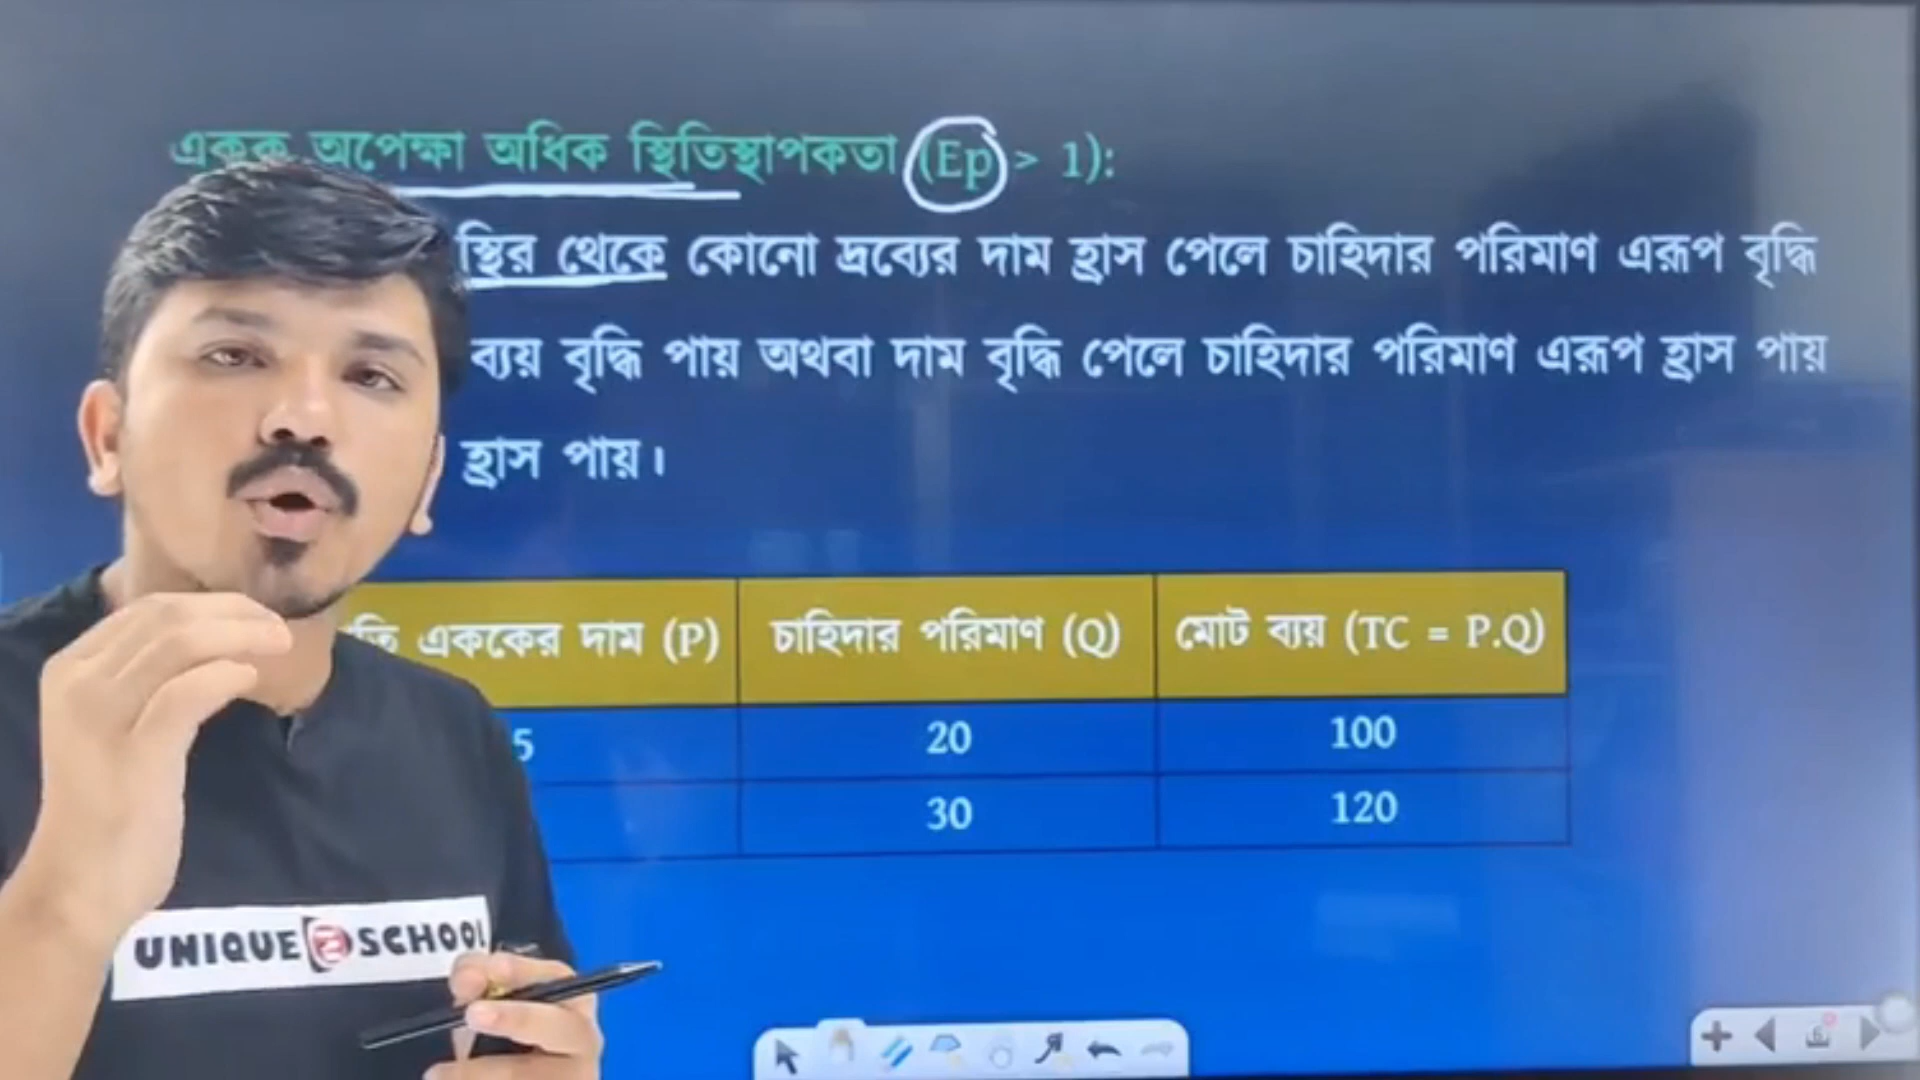 একক অপেক্ষা অধিক স্থিতিস্থাপকতা (Ep > 1):
স্থির থেকে কোনো দ্রব্যের দাম হ্রাস পেলে চাহিদার পরিমাণ এরূপ বৃদ্ধি
ব্যয় বৃদ্ধি পায় অথবা দাম বৃদ্ধি পেলে চাহিদার পরিমাণ এরূপ হ্রাস পায়
হ্রাস পায়।
এককের দাম (P) চাহিদার পরিমাণ (Q) মোট ব্যয় (TC = P.Q)
5 20 100
30 120
UNIQUE SCHOOL